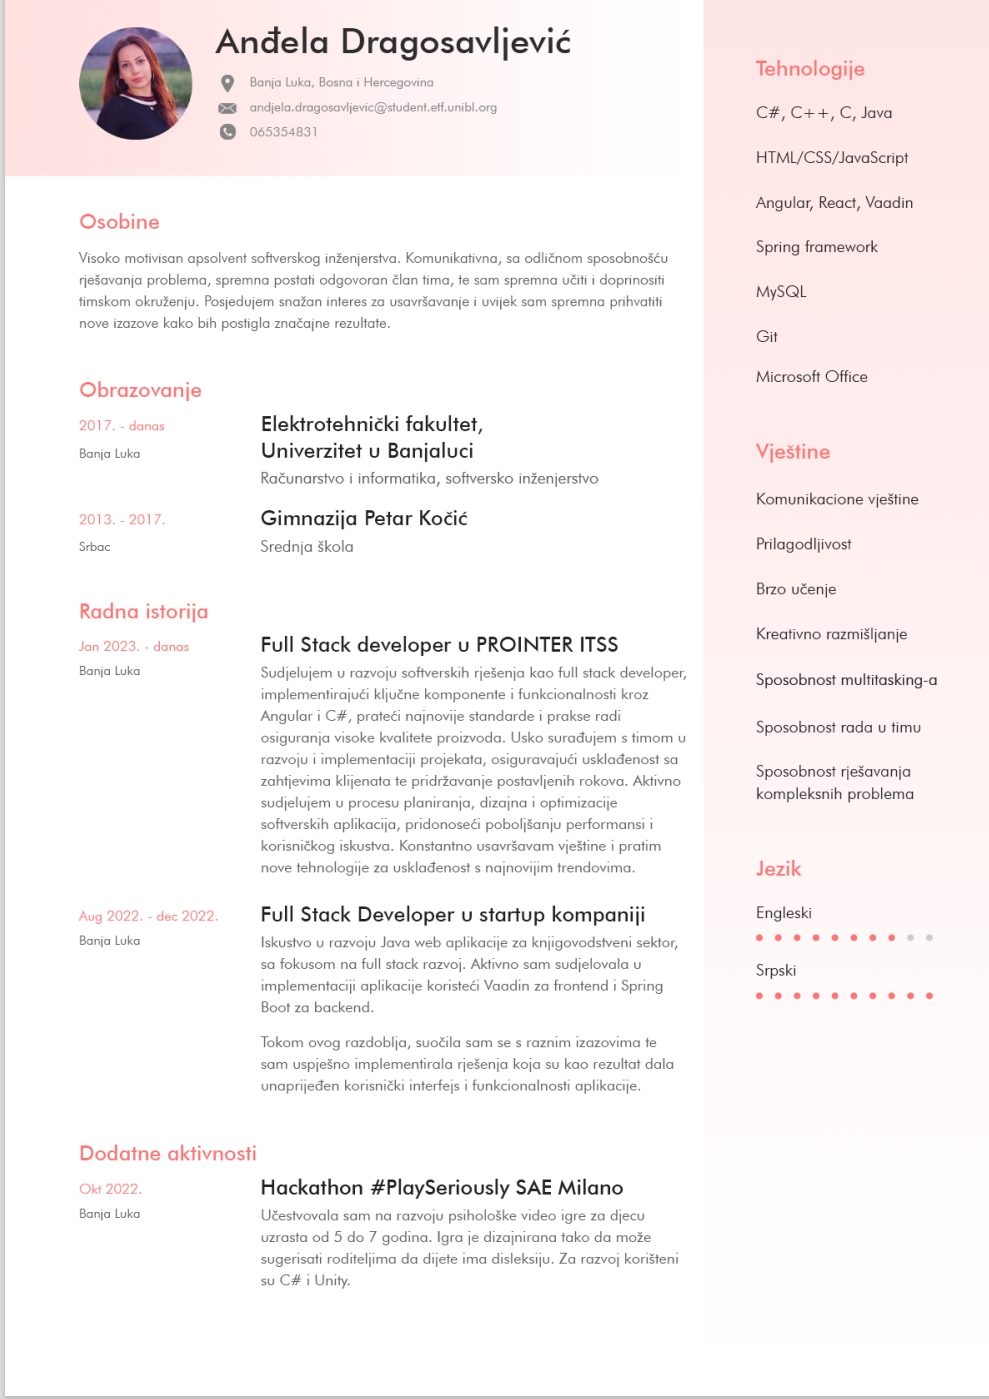 Anđela Dragosavljević
Banja Luka, Bosna i Hercegovina
andjela.dragosavljevic@student.etf.unibl.org
065354831
Osobine
Visoko motivisan apsolvent softverskog inženjerstva. Komunikativna, sa odličnom sposobnošću
rješavanja problema, spremna postati odgovoran član tima, te sam spremna učiti i doprinositi
timskom okruženju. Posjedujem snažan interes za usavršavanje i uvijek sam spremna prihvatiti
nove izazove kako bih postigla značajne rezultate.
Obrazovanje
2017. - danas
Banja Luka
Elektrotehnički fakultet,
Univerzitet u Banjaluci
Računarstvo i informatika, softversko inženjerstvo
2013. - 2017.
Srbac
Gimnazija Petar Kočić
Srednja škola
Radna istorija
Jan 2023. - danas
Banja Luka
Full Stack developer u PROINTER ITSS
Sudjelujem u razvoju softverskih rješenja kao full stack developer,
implementirajući ključne komponente i funkcionalnosti kroz
Angular i C#, prateći najnovije standarde i prakse radi
osiguranja visoke kvalitete proizvoda. Usko surađujem s timom u
razvoju i implementaciji projekata, osiguravajući usklađenost sa
zahtjevima klijenata te pridržavanje postavljenih rokova. Aktivno
sudjelujem u procesu planiranja, dizajna i optimizacije
softverskih aplikacija, pridonoseći poboljšanju performansi i
korisničkog iskustva. Konstantno usavršavam vještine i pratim
nove tehnologije za usklađenost s najnovijim trendovima.
Aug 2022. - dec 2022.
Banja Luka
Full Stack Developer u startup kompaniji
Iskustvo u razvoju Java web aplikacije za knjigovodstveni sektor,
sa fokusom na full stack razvoj. Aktivno sam sudjelovala u
implementaciji aplikacije koristeći Vaadin za frontend i Spring
Boot za backend.
Tokom ovog razdoblja, suočila sam se s raznim izazovima te
sam uspješno implementirala rješenja koja su kao rezultat dala
unaprijeđen korisnički interfejs i funkcionalnosti aplikacije.
Dodatne aktivnosti
Okt 2022.
Banja Luka
Hackathon #PlaySeriously SAE Milano
Učestvovala sam na razvoju psihološke video igre za djecu
uzrasta od 5 do 7 godina. Igra je dizajnirana tako da može
sugerisati roditeljima da dijete ima disleksiju. Za razvoj korišteni
su C# i Unity.
Tehnologije
C#, C++, C, Java
HTML/CSS/JavaScript
Angular, React, Vaadin
Spring framework
MySQL
Git
Microsoft Office
Vještine
Komunikacione vještine
Prilagodljivost
Brzo učenje
Kreativno razmišljanje
Sposobnost multitasking-a
Sposobnost rada u timu
Sposobnost rješavanja
kompleksnih problema
Jezik
Engleski
Srpski